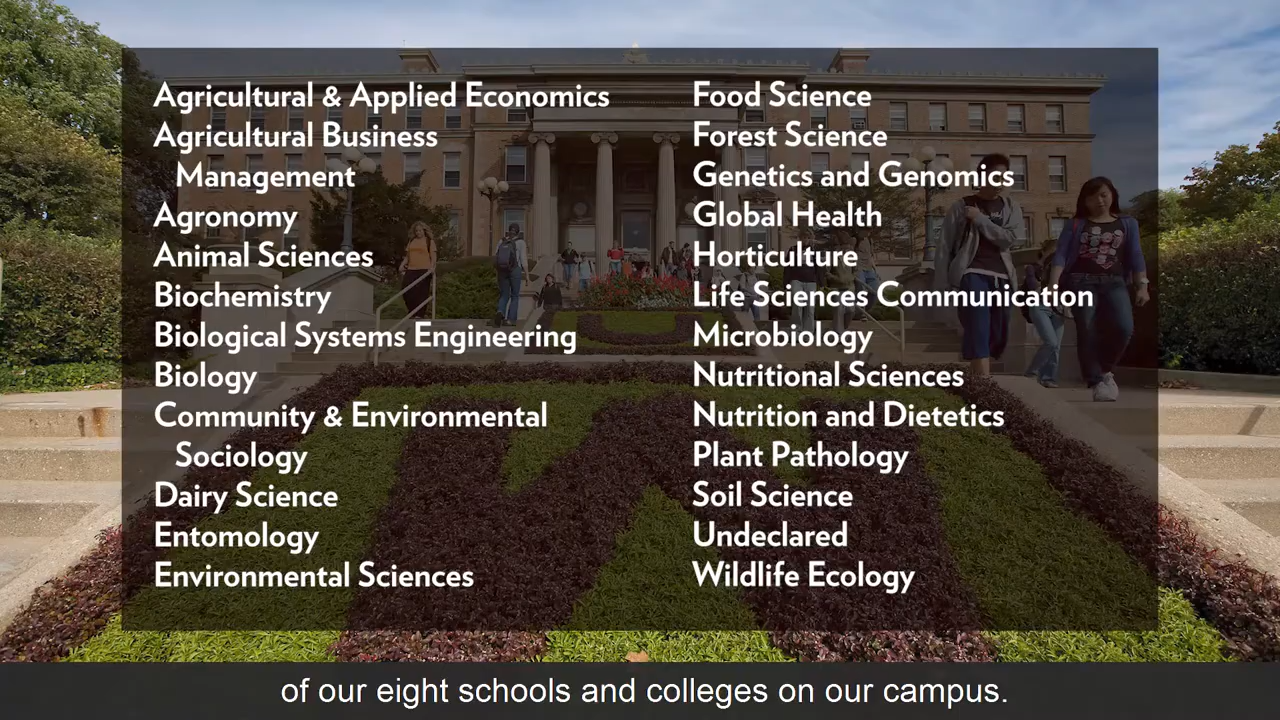 Agricultural & Applied Economics
Agricultural Business
Management
Agronomy
Animal Sciences
Biochemistry
Biological Systems Engineering
Biology
Community & Environmental
Sociology
Dairy Science
Entomology
Environmental Sciences
Food Science
Forest Science
Genetics and Genomics
Global Health
Horticulture
Life Sciences Communication
Microbiology
Nutritional Sciences
Nutrition and Dietetics
Plant Pathology
Soil Science
Undeclared
Wildlife Ecology
of our eight schools and colleges on our campus.